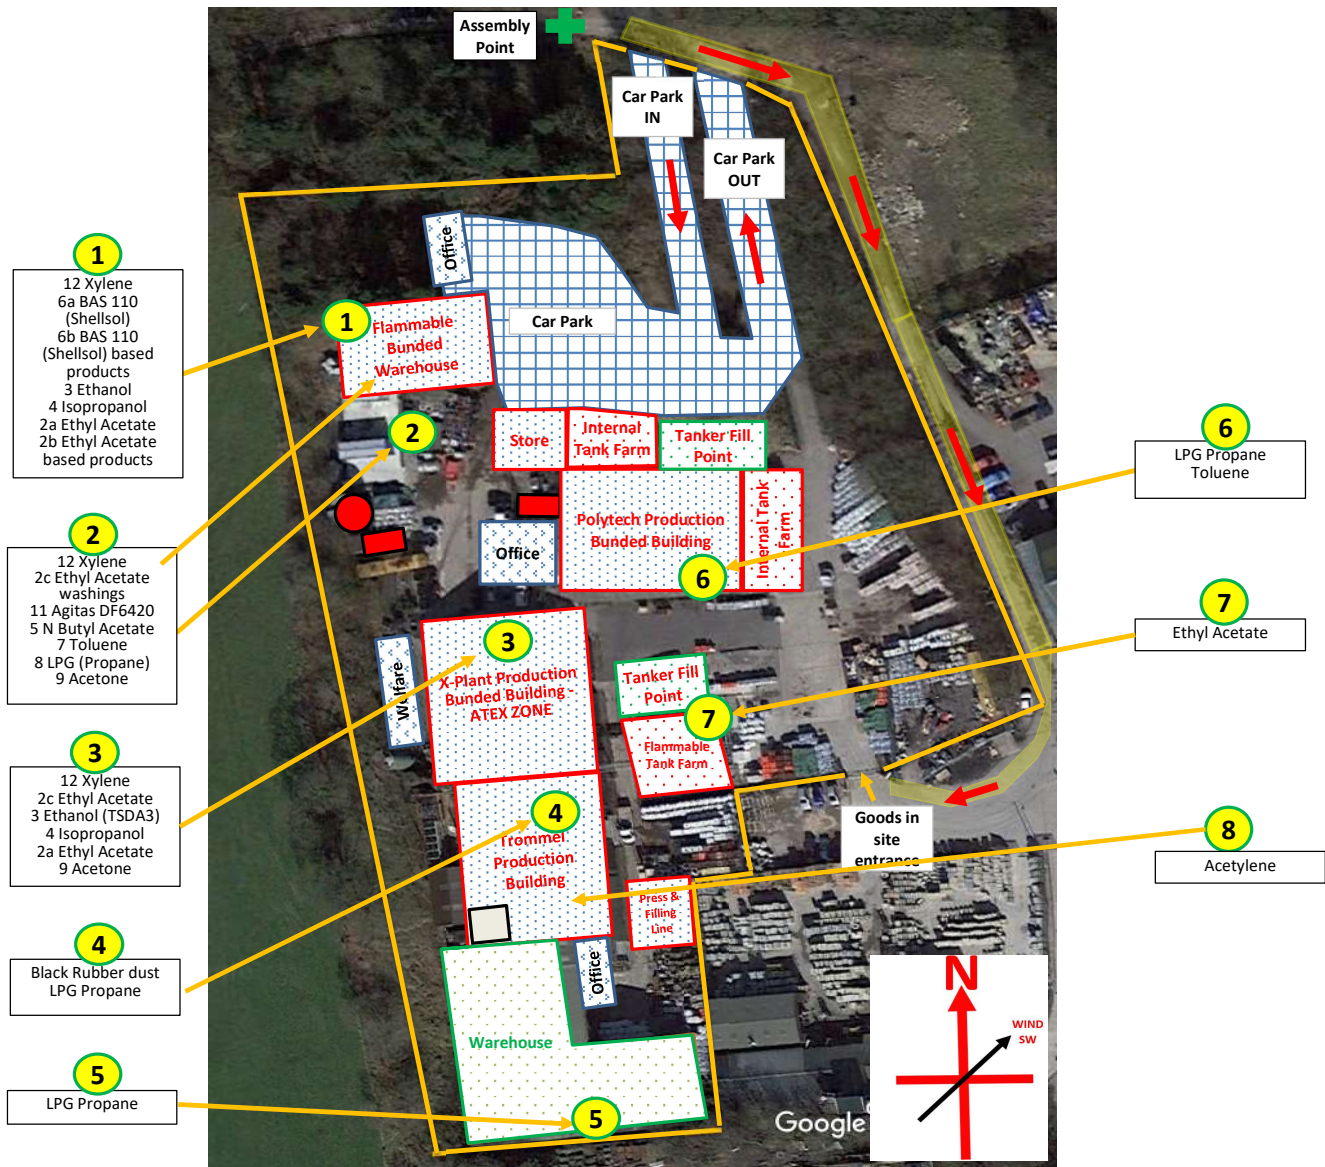 Assembly
Point
Car Park
IN
Car Park
OUT
Office
1
12 Xylene
6a BAS 110
(Shellsol)
6b BAS 110
(Shellsol) based
products
3 Ethanol
4 Isopropanol
2a Ethyl Acetate
2b Ethyl Acetate
based products
1
Flammable
Bunded
Warehouse
Car Park
2
Store
Internal
Tank Farm
Tanker Fill
Point
6
LPG Propane
Toluene
2
12 Xylene
2c Ethyl Acetate
washings
11 Agitas DF6420
5 N Butyl Acetate
7 Toluene
8 LPG (Propane)
9 Acetone
Office
Polytech Production
Bunded Building
6
Internal Tank
Farm
7
Ethyl Acetate
Welfare
3
X-Plant Production
Bunded Building -
ATEX ZONE
Tanker Fill
Point
7
Flammable
Tank Farm
3
12 Xylene
2c Ethyl Acetate
3 Ethanol (TSDA3)
4 Isopropanol
2a Ethyl Acetate
9 Acetone
4
Trommel
Production
Building
Goods in
site
entrance
8
Acetylene
Press &
Filling
Line
4
Black Rubber dust
LPG Propane
Office
Warehouse
N
WIND
SW
5
LPG Propane
5
Google